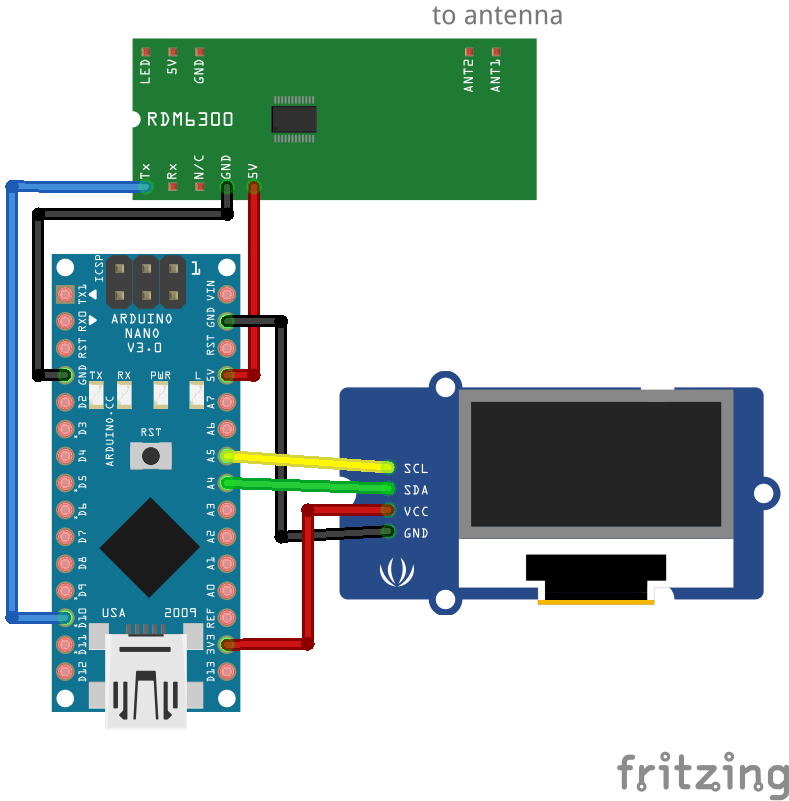 to antenna
LED 5V GND ANT2 ANT1
RDM6300
Tx Rx N/C GND 5V
ICSP 1
TX1 VIN
RX0 ARDUINO GND
NANO
RST V3.0 RST
GND TX RX PWR L 5V
D2 A7
ARDUINO.CC
D3 RST A6
D4 A5 SCL
D5 A4 SDA
D6 A3 VCC
D7 A2 GND
D8 A1
D9 A0
D10 USA 2009 REF
D11 3V3
D12 D13
fritzing